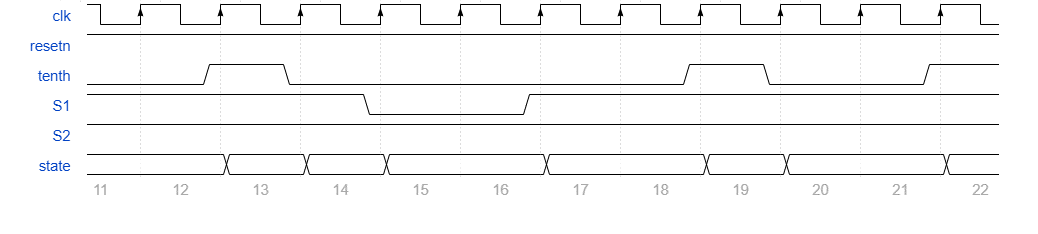 clk
resetn
tenth
S1
S2
state
11 12 13 14 15 16 17 18 19 20 21 22